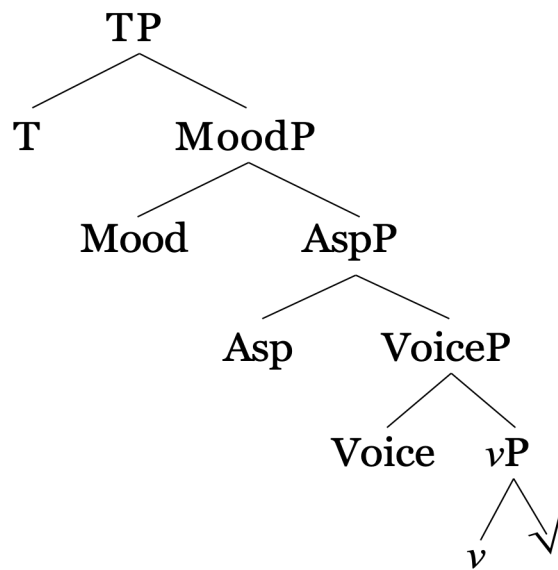 TP
T MoodP
Mood AspP
Asp VoiceP
Voice vP
v √